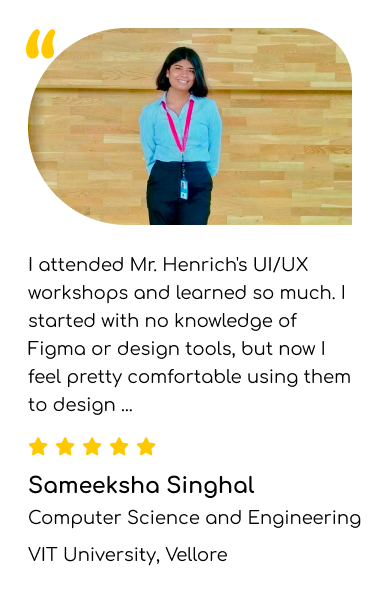 “
I attended Mr. Henrich's UI/UX
workshops and learned so much. I
started with no knowledge of
Figma or design tools, but now I
feel pretty comfortable using them
to design ...
Sameeksha Singhal
Computer Science and Engineering
VIT University, Vellore